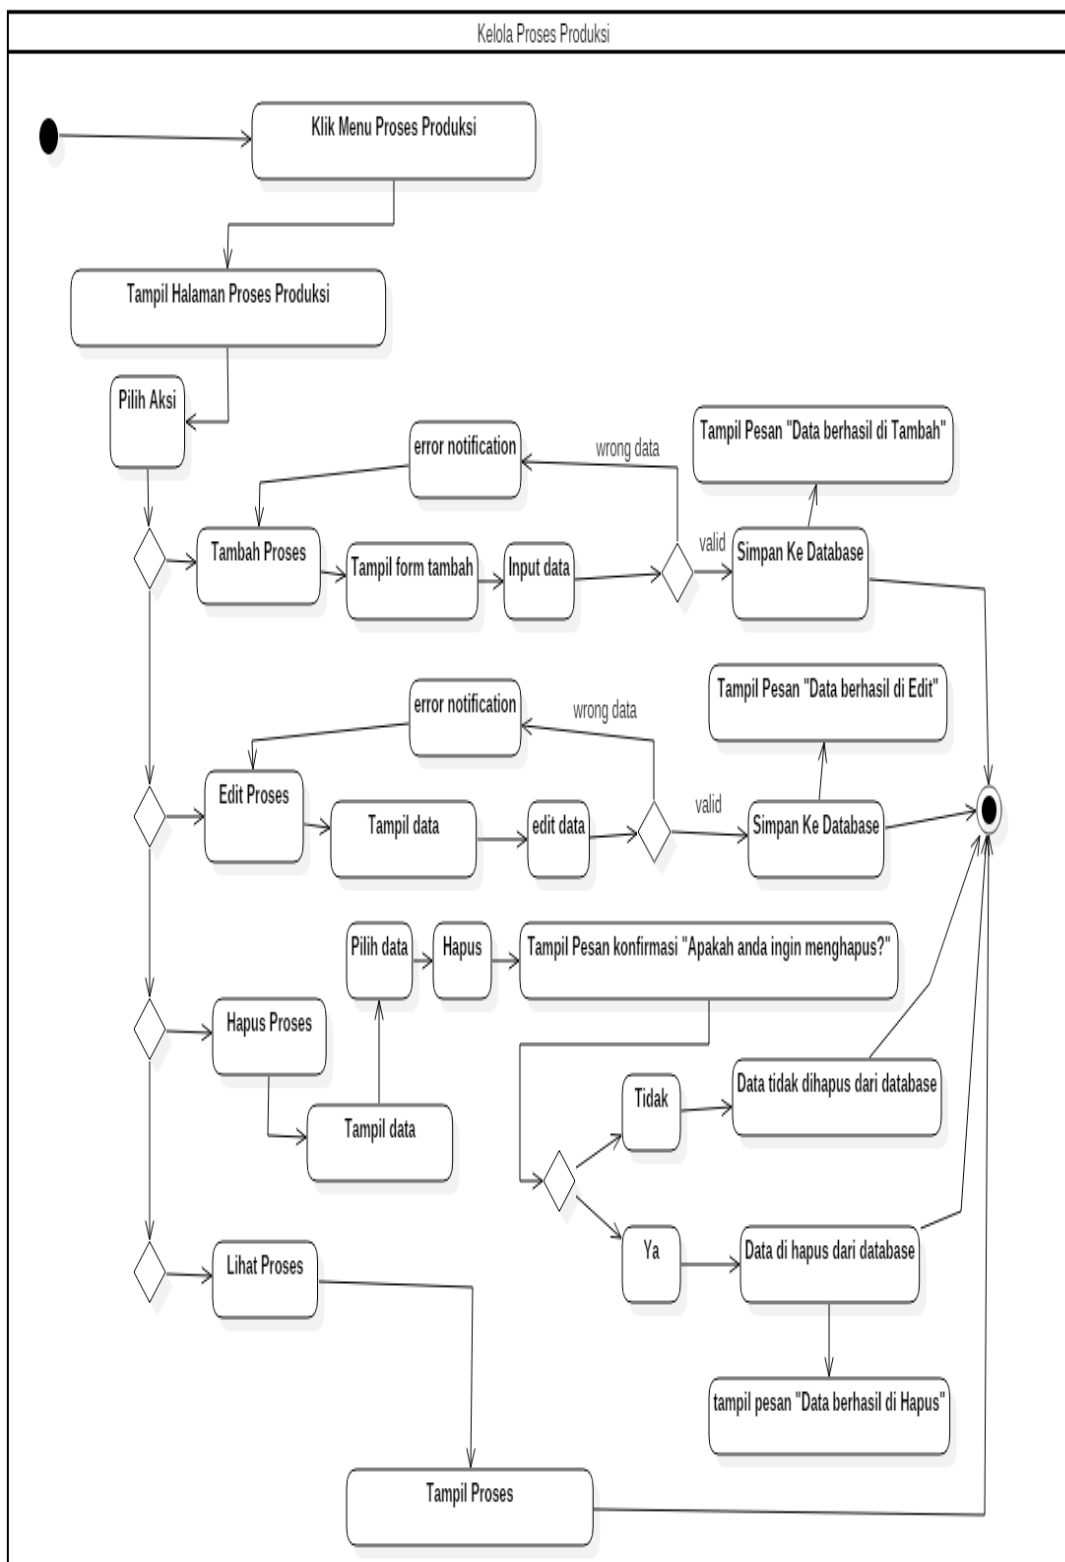 Kelola Proses Produksi
Klik Menu Proses Produksi
Tampil Halaman Proses Produksi
Pilih Aksi
error notification
wrong data
Tampil Pesan "Data berhasil di Tambah"
Tambah Proses
Tampil form tambah
Input data
valid
Simpan Ke Database
error notification
wrong data
Tampil Pesan "Data berhasil di Edit"
Edit Proses
Tampil data
edit data
valid
Simpan Ke Database
Pilih data
Hapus
Tampil Pesan konfirmasi "Apakah anda ingin menghapus?"
Hapus Proses
Tampil data
Tidak
Data tidak dihapus dari database
Ya
Data di hapus dari database
Lihat Proses
tampil pesan "Data berhasil di Hapus"
Tampil Proses